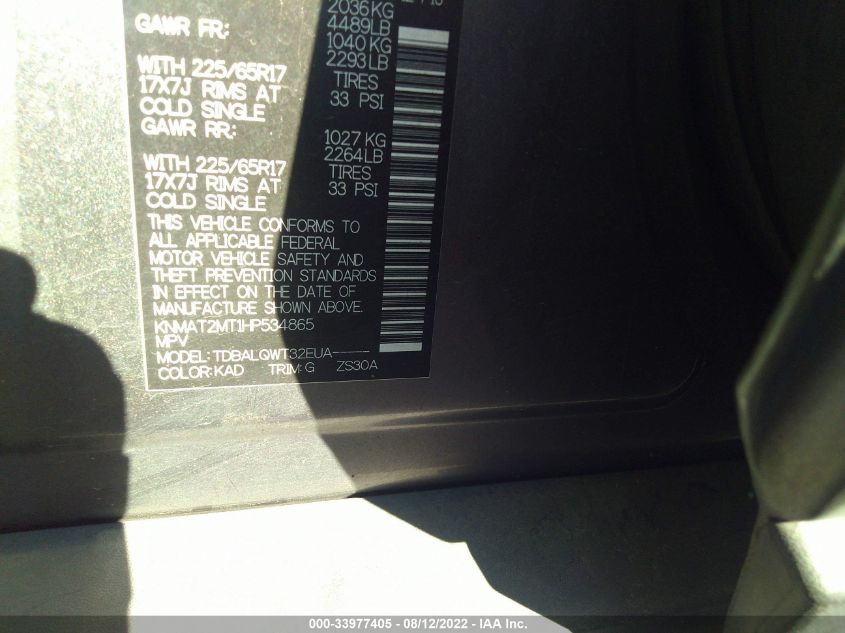 2036KG
GAWR FR: 4489LB
1040KG
2293LB
WITH 225/65R17 TIRES
17X7J RIMS AT 33 PSI
COLD SINGLE
GAWR RR: 1027KG
2264LB
WITH 225/65R17 TIRES
17X7J RIMS AT 33 PSI
COLD SINGLE
THIS VEHICLE CONFORMS TO
ALL APPLICABLE FEDERAL
MOTOR VEHICLE SAFETY AND
THEFT PREVENTION STANDARDS
IN EFFECT ON THE DATE OF
MANUFACTURE SHOWN ABOVE.
KNMAT2MT1HP534865
MPV
MODEL: TDBALQWT32EUA-----
COLOR: KAD TRIM: G ZS30A
000-33977405 - 08/12/2022 - IAA Inc.